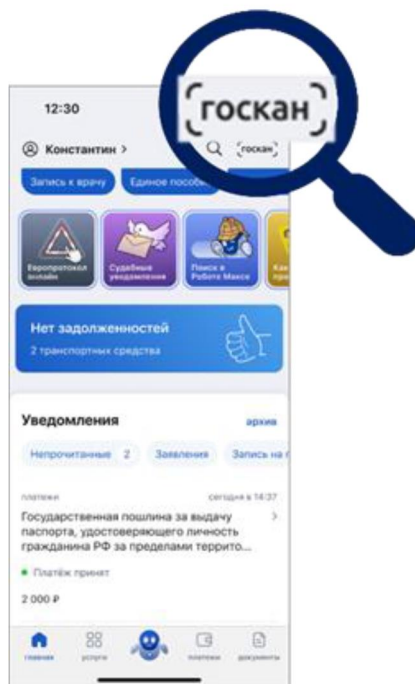 12:30
госкан
Константин >
госкан
Запись к врачу
Единое пособ
Европротокол
онлайн
Судебные
уведомления
Поиск в
Работе Максе
Как
Нет задолженностей
2 транспортных средства
Уведомления
архив
Непрочитанные 2
Заявления
Запись на п
платежи
сегодня в 14:37
Государственная пошлина за выдачу
паспорта, удостоверяющего личность
гражданина РФ за пределами террито...
Платёж принят
2 000 ₽
главная
услуги
платежи
документы